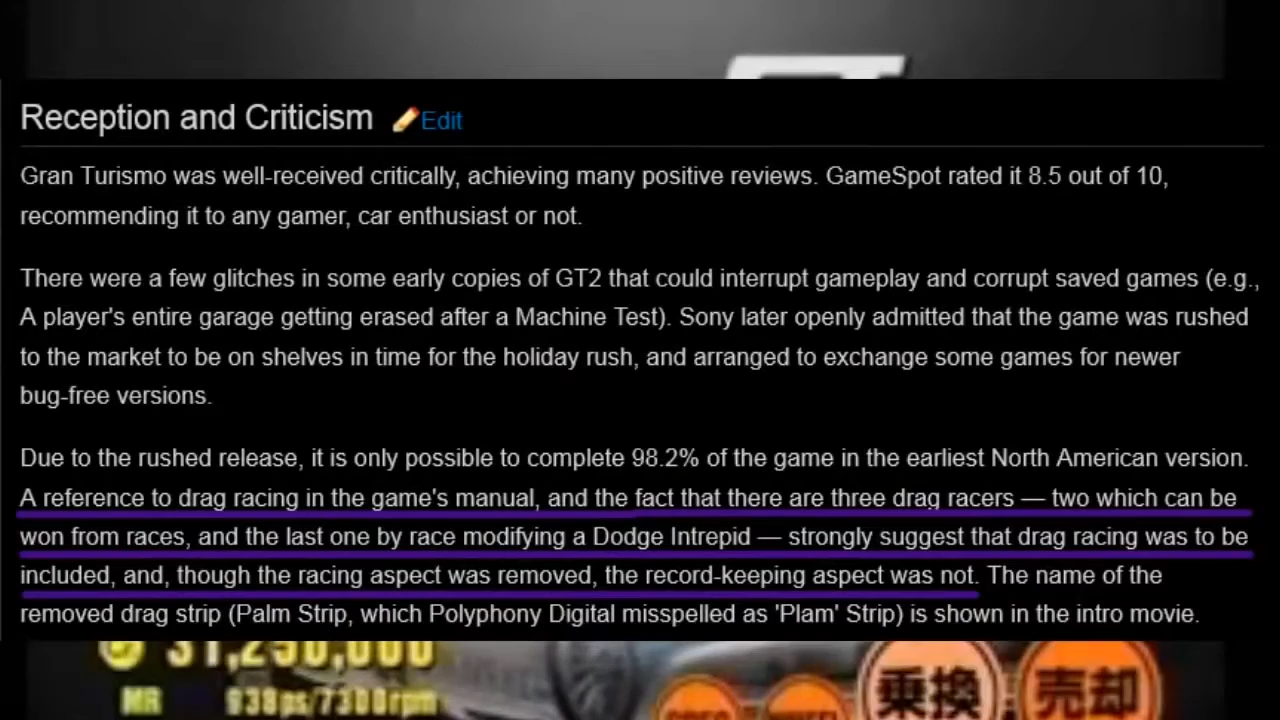 Reception and Criticism Edit
Gran Turismo was well-received critically, achieving many positive reviews. GameSpot rated it 8.5 out of 10,
recommending it to any gamer, car enthusiast or not.
There were a few glitches in some early copies of GT2 that could interrupt gameplay and corrupt saved games (e.g.,
A player's entire garage getting erased after a Machine Test). Sony later openly admitted that the game was rushed
to the market to be on shelves in time for the holiday rush, and arranged to exchange some games for newer
bug-free versions.
Due to the rushed release, it is only possible to complete 98.2% of the game in the earliest North American version.
A reference to drag racing in the game's manual, and the fact that there are three drag racers — two which can be
won from races, and the last one by race modifying a Dodge Intrepid — strongly suggest that drag racing was to be
included, and, though the racing aspect was removed, the record-keeping aspect was not. The name of the
removed drag strip (Palm Strip, which Polyphony Digital misspelled as 'Plam' Strip) is shown in the intro movie.
MR 938ps/7300rpm
乗換 売却